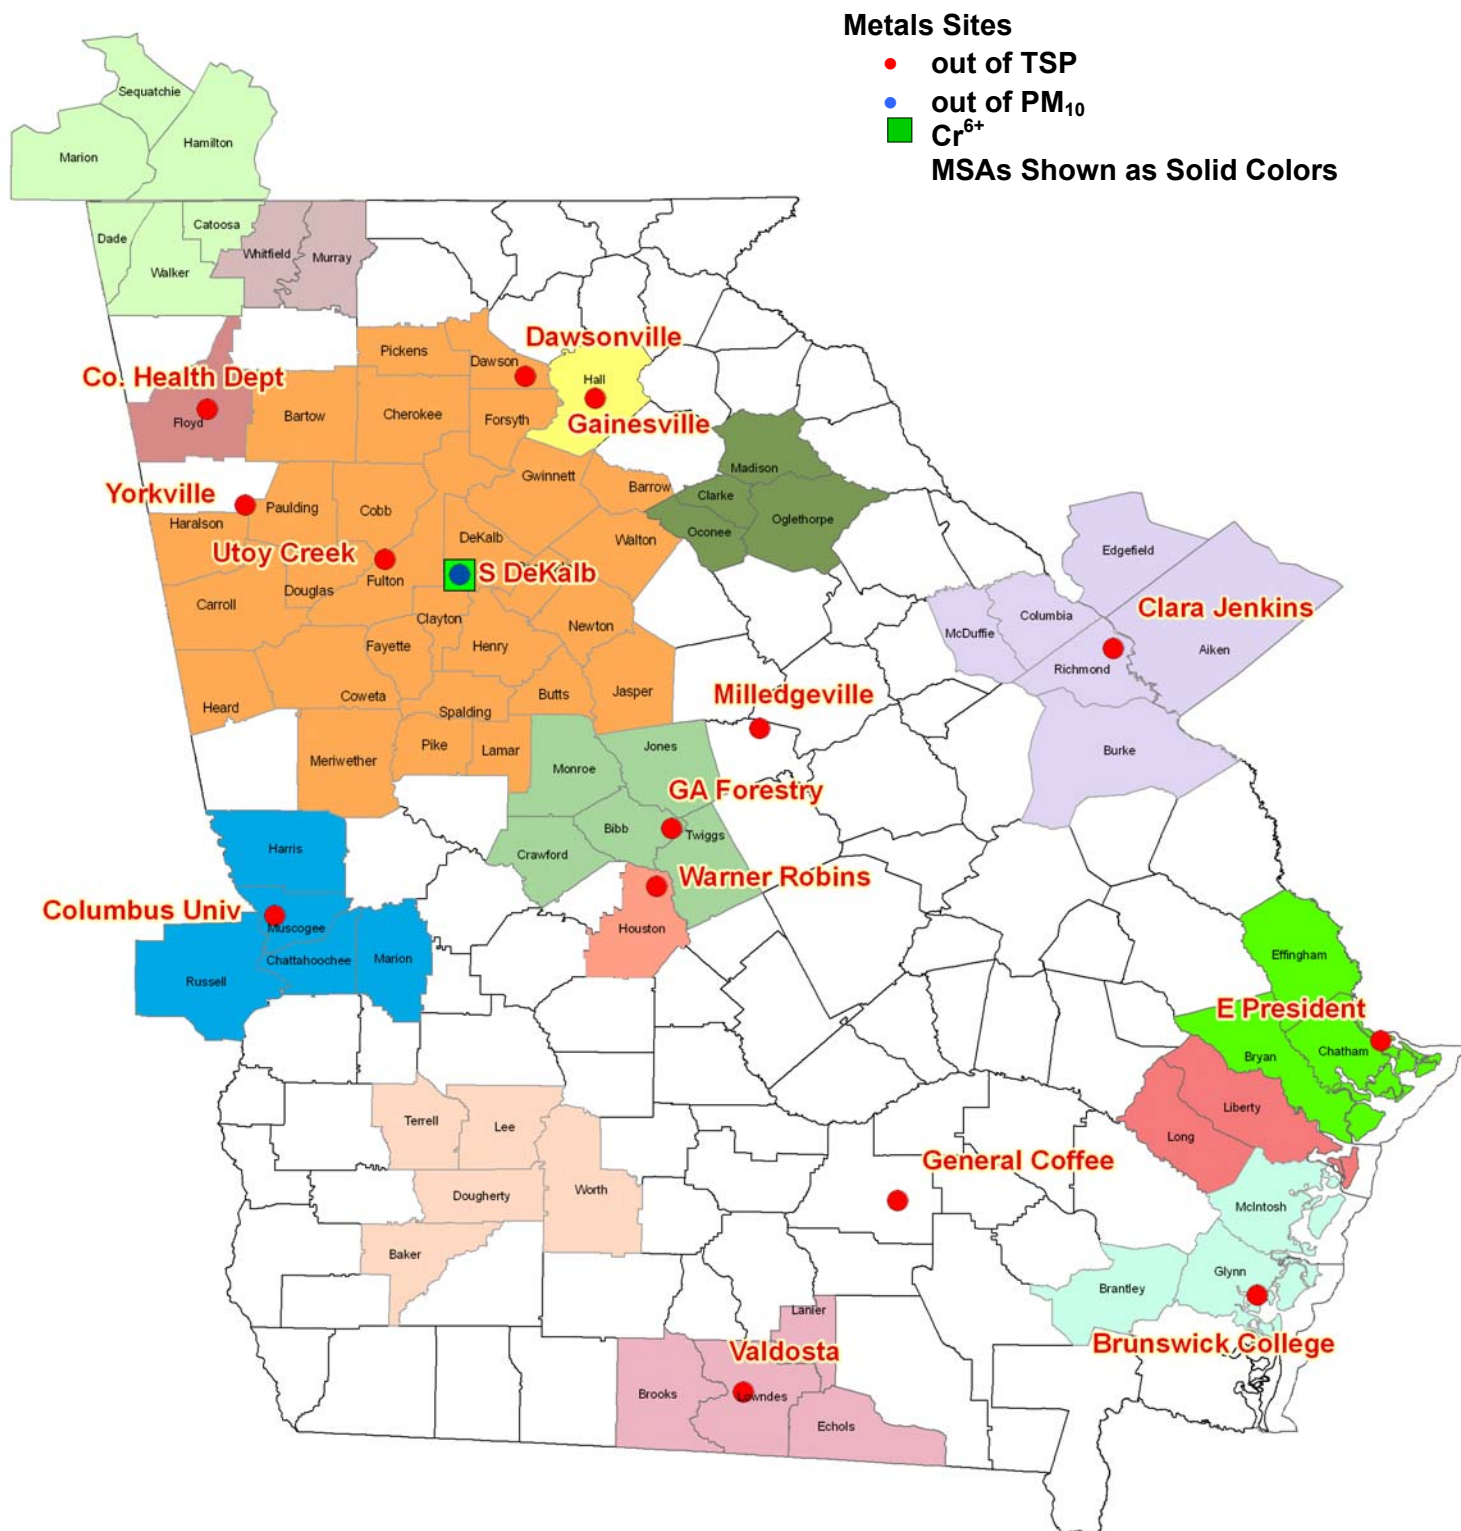 Metals Sites
out of TSP
out of PM10
Cr6+
MSAs Shown as Solid Colors
Sequatchie
Marion
Hamilton
Dade
Catoosa
Walker
Whitfield
Murray
Dawsonville
Pickens
Dawson
Hall
Co. Health Dept
Floyd
Bartow
Cherokee
Forsyth
Gainesville
Madison
Gwinnett
Barrow
Clarke
Yorkville
Haralson
Paulding
Cobb
DeKalb
Walton
Oconee
Oglethorpe
Edgefield
Utoy Creek
Fulton
S DeKalb
Douglas
Carroll
Clayton
Newton
McDuffie
Columbia
Clara Jenkins
Fayette
Henry
Richmond
Aiken
Heard
Coweta
Spalding
Butts
Jasper
Milledgeville
Meriwether
Pike
Lamar
Monroe
Jones
Burke
GA Forestry
Bibb
Twiggs
Crawford
Harris
Warner Robins
Columbus Univ
Muscogee
Houston
Russell
Chattahoochee
Marion
Effingham
E President
Bryan
Chatham
Terrell
Lee
Liberty
Long
General Coffee
Dougherty
Worth
McIntosh
Baker
Brantley
Glynn
Lanier
Valdosta
Brunswick College
Brooks
Lowndes
Echols